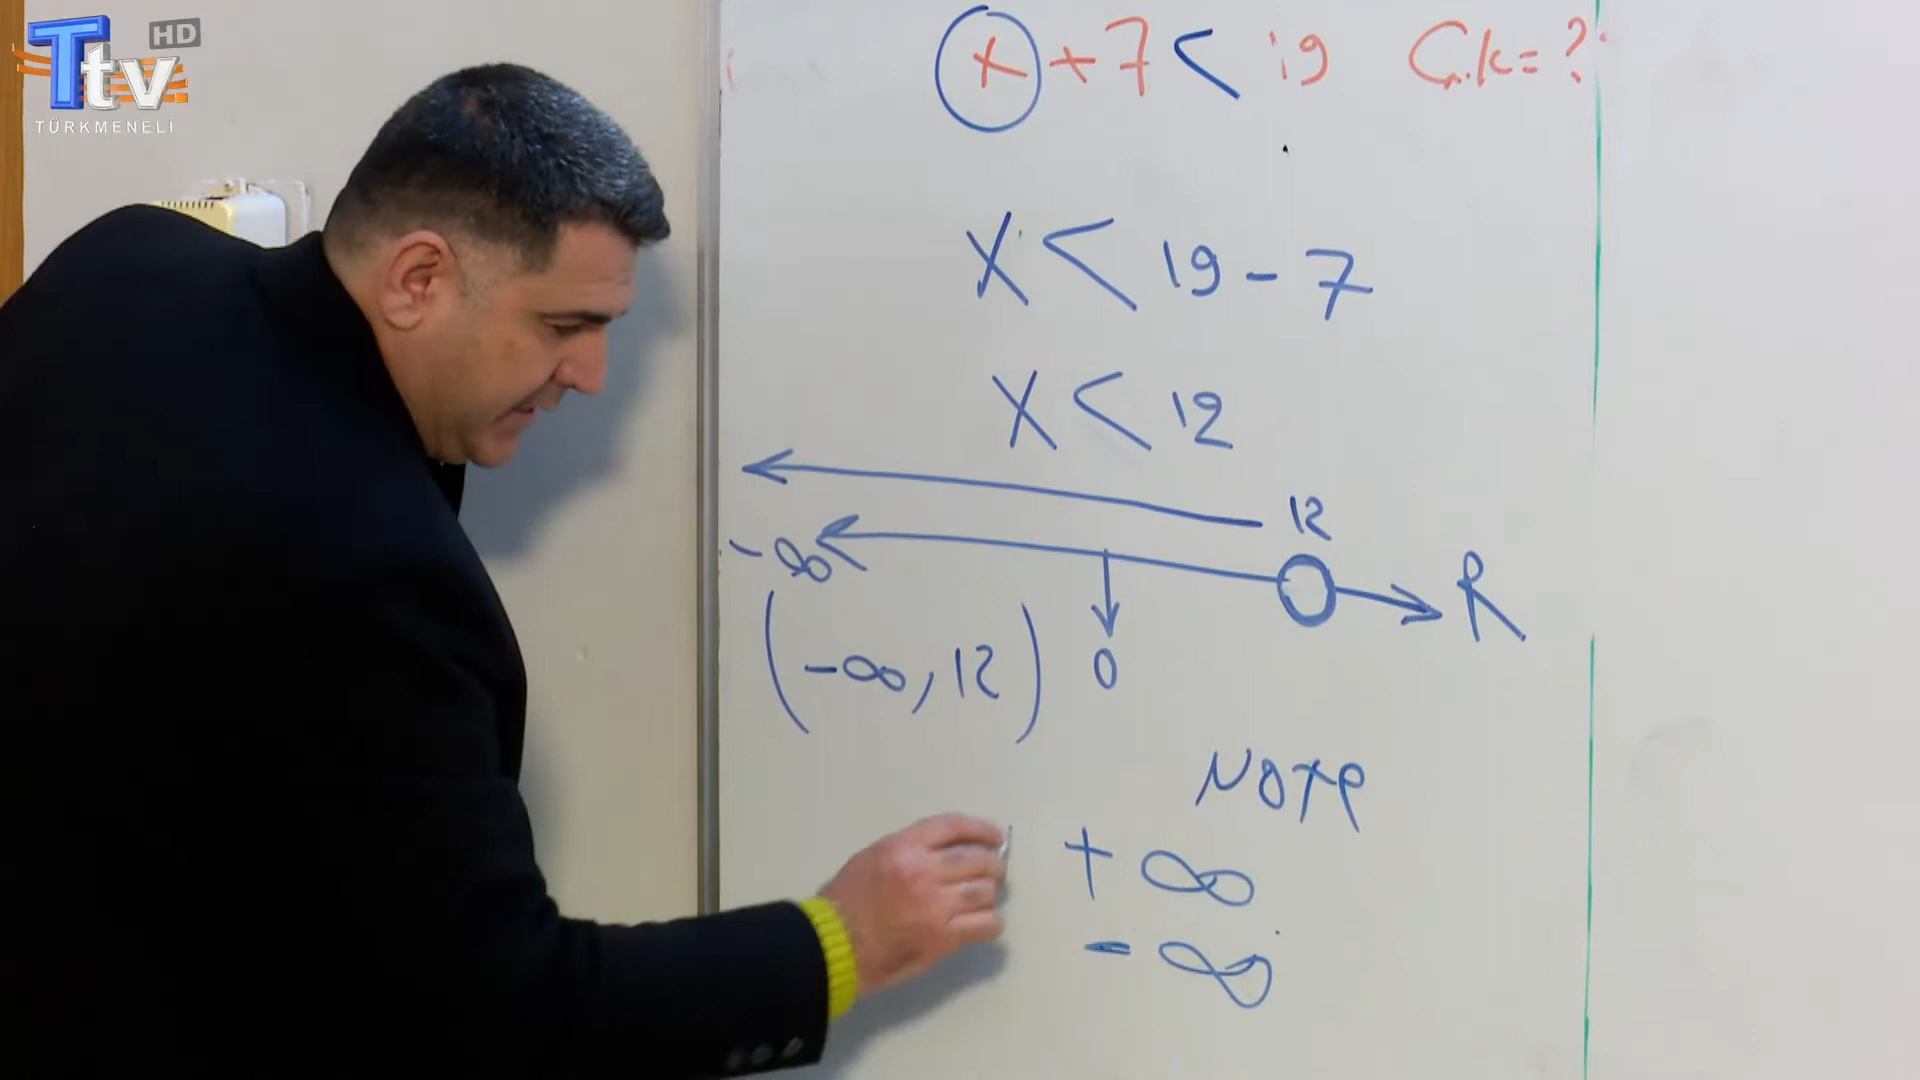 HD
Ttv
TÜRKMENELİ
x + 7 < 19 Ç.k = ?
x < 19 - 7
x < 12
12
-∞
R
(-∞, 12)
0
NOTE
+ ∞
- ∞